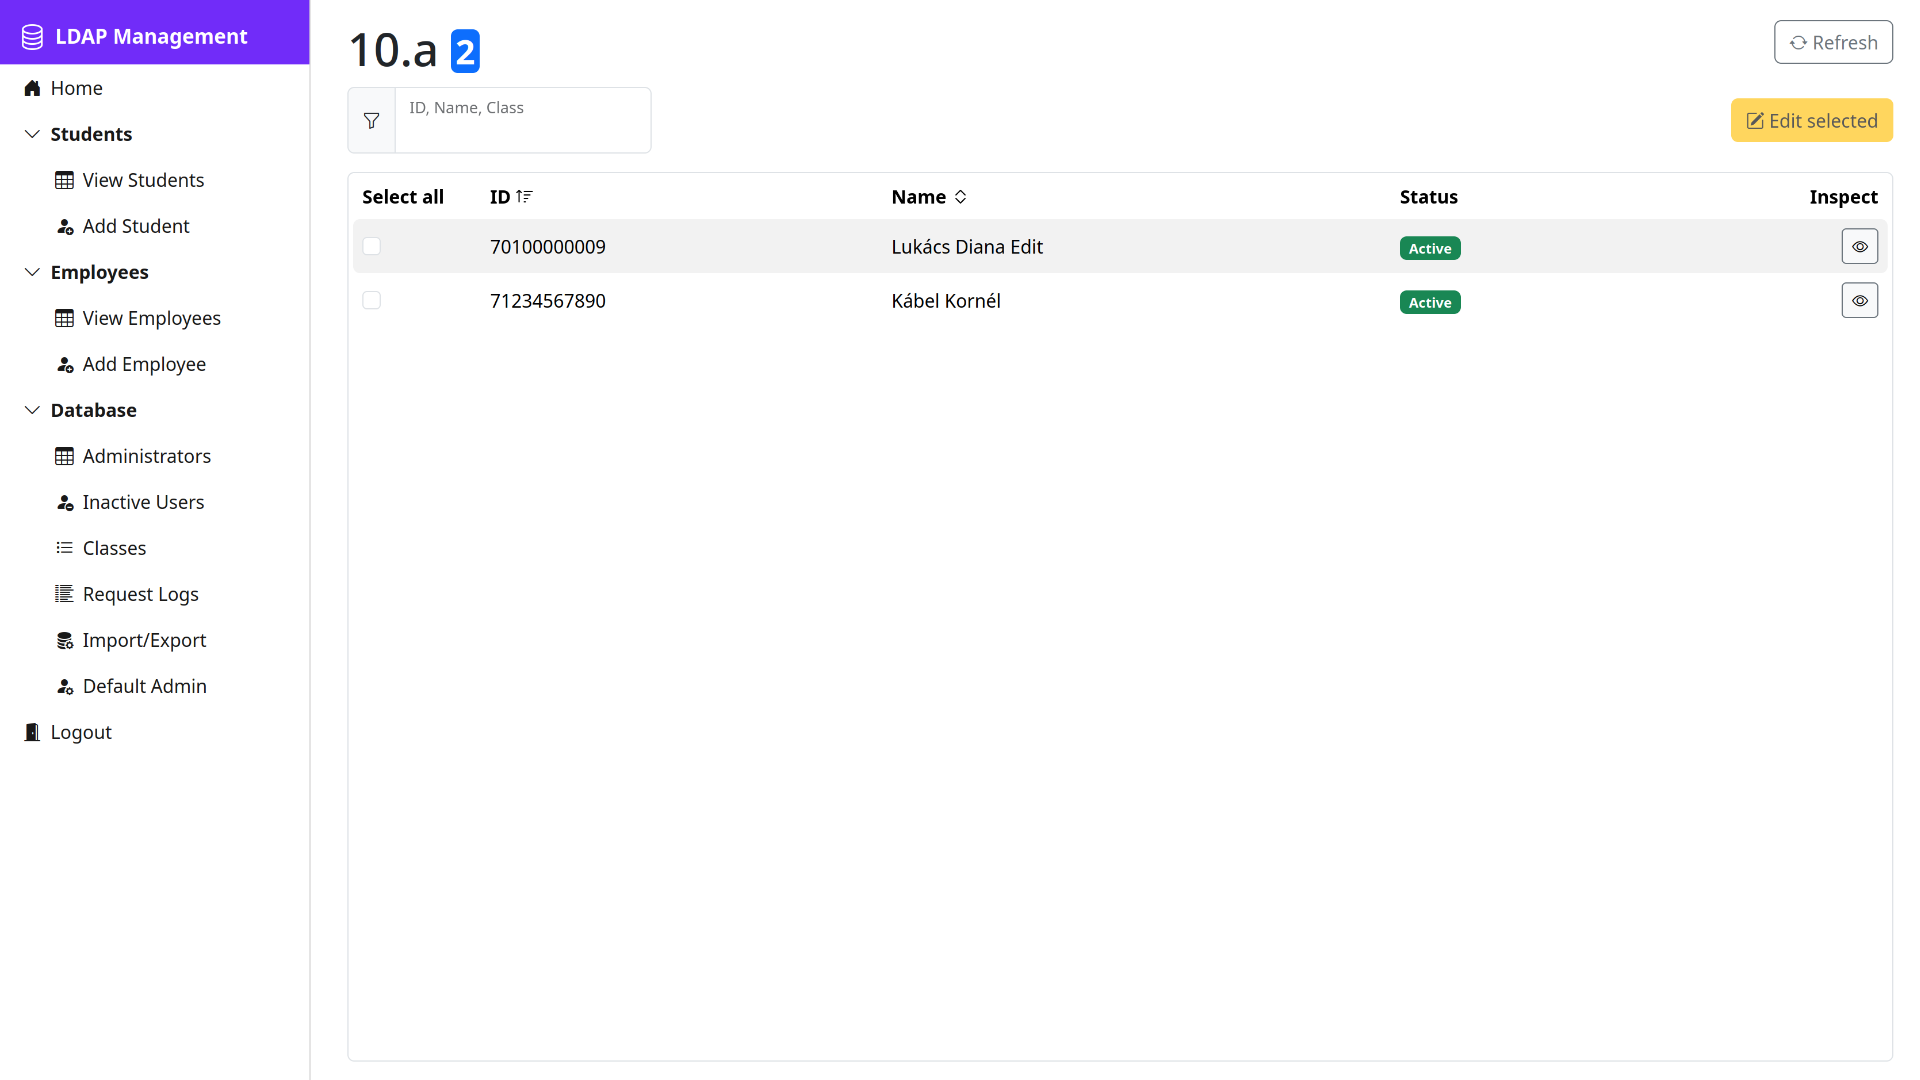 LDAP Management
Home
Students
View Students
Add Student
Employees
View Employees
Add Employee
Database
Administrators
Inactive Users
Classes
Request Logs
Import/Export
Default Admin
Logout
10.a 2
Refresh
ID, Name, Class
Edit selected
Select all ID Name Status Inspect
70100000009 Lukács Diana Edit Active
71234567890 Kábel Kornél Active